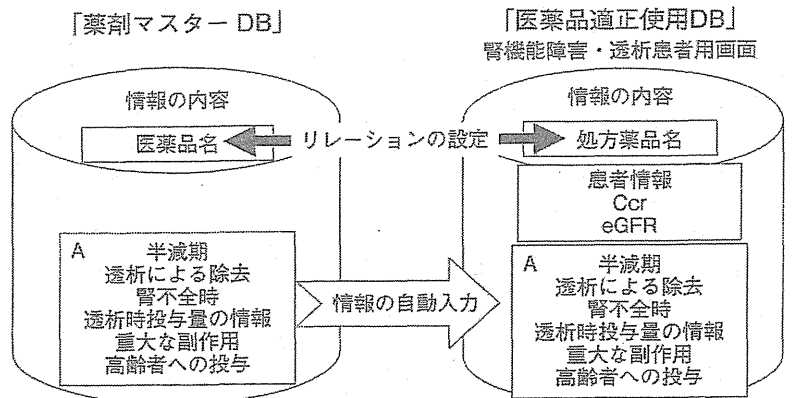 「薬剤マスター DB」
情報の内容
医薬品名
A 半減期
透析による除去
腎不全時
透析時投与量の情報
重大な副作用
高齢者への投与
リレーションの設定
情報の自動入力
「医薬品適正使用DB」
腎機能障害・透析患者用画面
情報の内容
処方薬品名
患者情報
Ccr
eGFR
A 半減期
透析による除去
腎不全時
透析時投与量の情報
重大な副作用
高齢者への投与